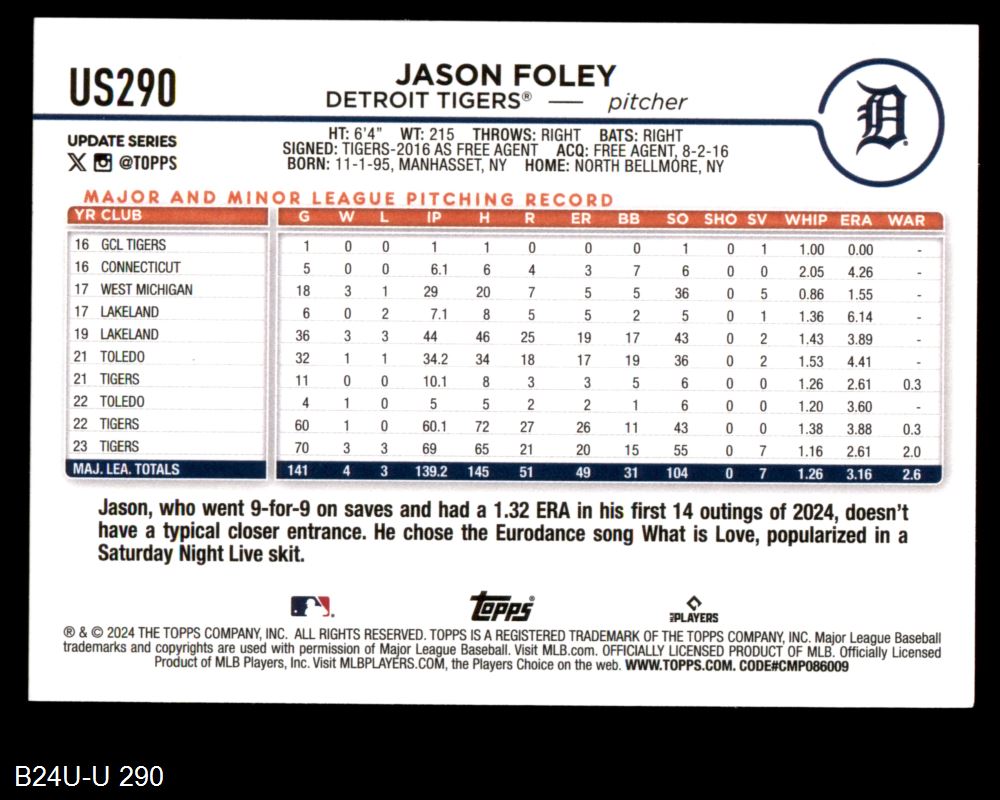 US290
JASON FOLEY
DETROIT TIGERS® — pitcher
UPDATE SERIES
@TOPPS
HT: 6'4" WT: 215 THROWS: RIGHT BATS: RIGHT
SIGNED: TIGERS-2016 AS FREE AGENT ACQ: FREE AGENT, 8-2-16
BORN: 11-1-95, MANHASSET, NY HOME: NORTH BELLMORE, NY
D
MAJOR AND MINOR LEAGUE PITCHING RECORD
YR CLUB G W L IP H R ER BB SO SHO SV WHIP ERA WAR
16 GCL TIGERS 1 0 0 1 1 0 0 0 1 0 1 1.00 0.00 -
16 CONNECTICUT 5 0 0 6.1 6 4 3 7 6 0 0 2.05 4.26 -
17 WEST MICHIGAN 18 3 1 29 20 7 5 5 36 0 5 0.86 1.55 -
17 LAKELAND 6 0 2 7.1 8 5 5 2 5 0 1 1.36 6.14 -
19 LAKELAND 36 3 3 44 46 25 19 17 43 0 2 1.43 3.89 -
21 TOLEDO 32 1 1 34.2 34 18 17 19 36 0 2 1.53 4.41 -
21 TIGERS 11 0 0 10.1 8 3 3 5 6 0 0 1.26 2.61 0.3
22 TOLEDO 4 1 0 5 5 2 2 1 6 0 0 1.20 3.60 -
22 TIGERS 60 1 0 60.1 72 27 26 11 43 0 0 1.38 3.88 0.3
23 TIGERS 70 3 3 69 65 21 20 15 55 0 7 1.16 2.61 2.0
MAJ. LEA. TOTALS 141 4 3 139.2 145 51 49 31 104 0 7 1.26 3.16 2.6
Jason, who went 9-for-9 on saves and had a 1.32 ERA in his first 14 outings of 2024, doesn't
have a typical closer entrance. He chose the Eurodance song What is Love, popularized in a
Saturday Night Live skit.
Topps®
MLB PLAYERS
® & © 2024 THE TOPPS COMPANY, INC. ALL RIGHTS RESERVED. TOPPS IS A REGISTERED TRADEMARK OF THE TOPPS COMPANY, INC. Major League Baseball
trademarks and copyrights are used with permission of Major League Baseball. Visit MLB.com. OFFICIALLY LICENSED PRODUCT OF MLB. Officially Licensed
Product of MLB Players, Inc. Visit MLBPLAYERS.COM, the Players Choice on the web. WWW.TOPPS.COM. CODE#CMP086009
B24U-U 290